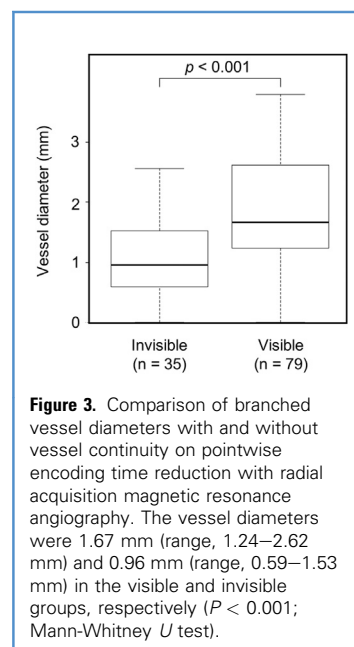 p < 0.001
Vessel diameter (mm)
3
2
1
0
Invisible
(n = 35)
Visible
(n = 79)
Figure 3. Comparison of branched
vessel diameters with and without
vessel continuity on pointwise
encoding time reduction with radial
acquisition magnetic resonance
angiography. The vessel diameters
were 1.67 mm (range, 1.24–2.62
mm) and 0.96 mm (range, 0.59–1.53
mm) in the visible and invisible
groups, respectively (P < 0.001;
Mann-Whitney U test).